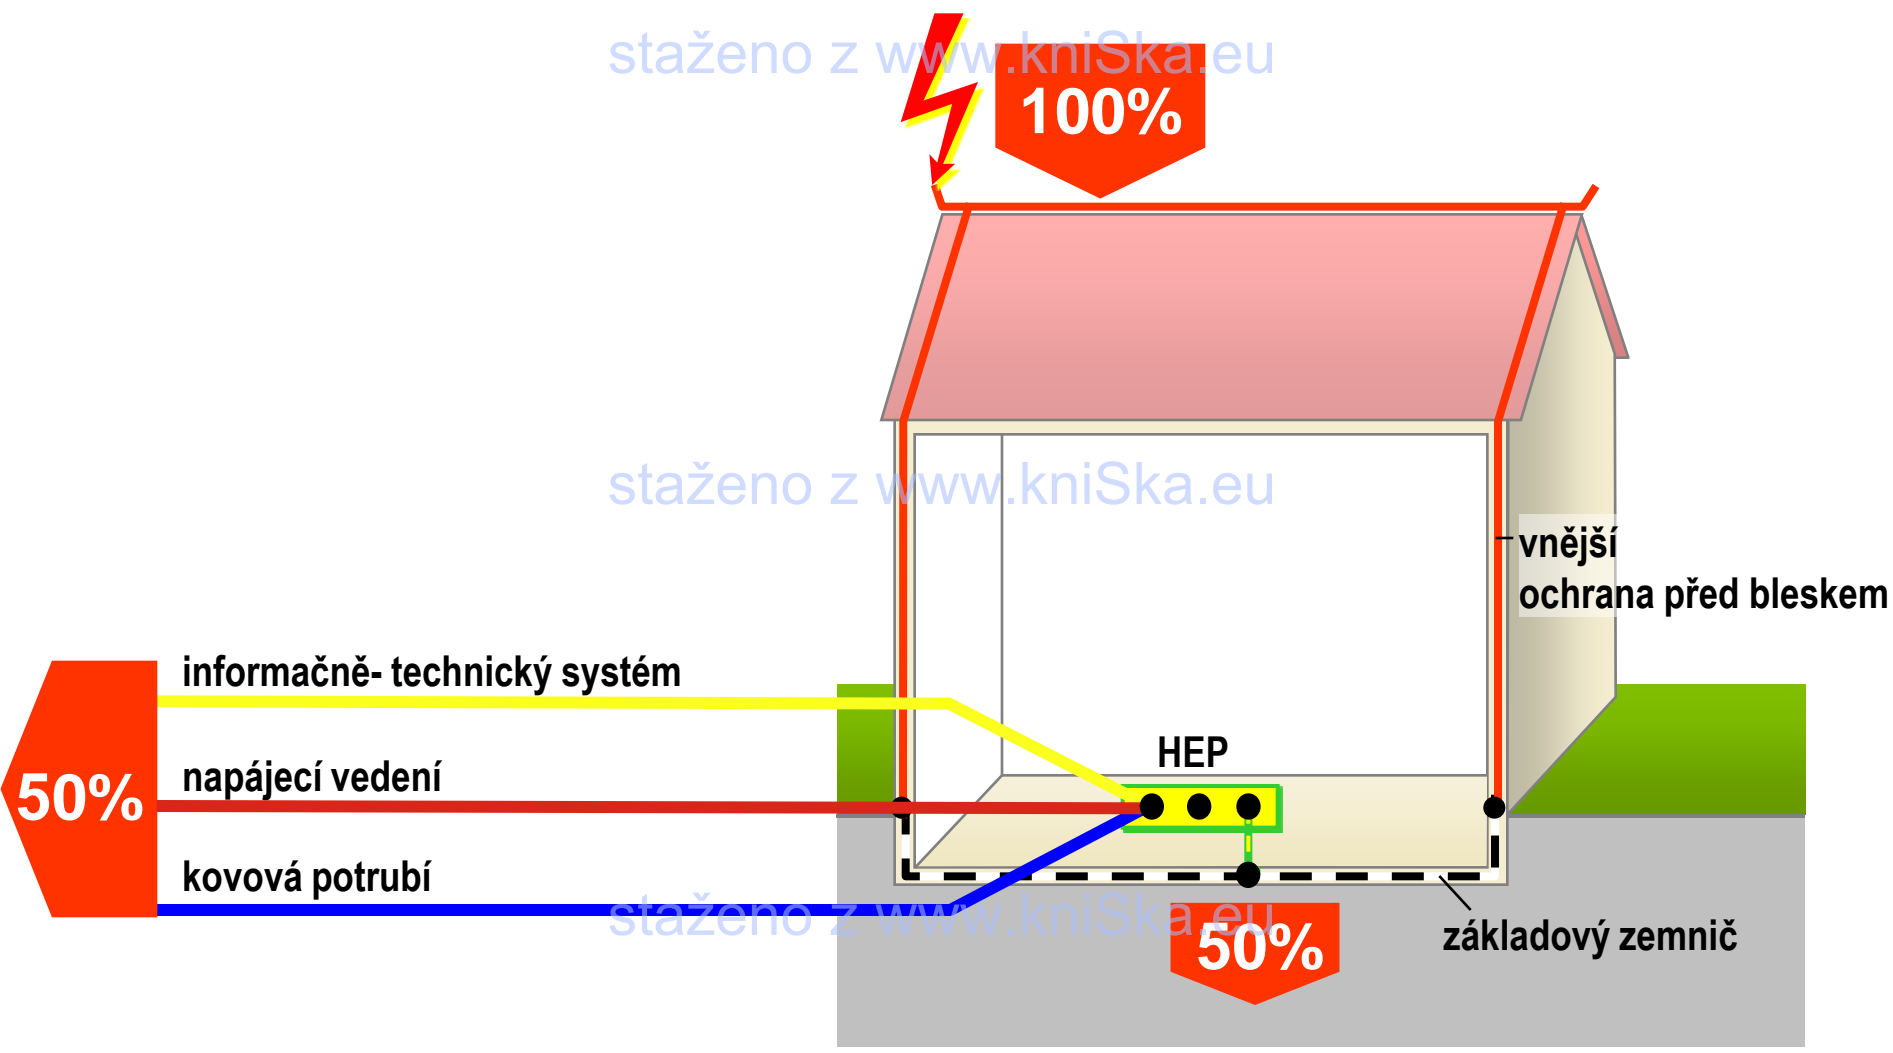 staženo z www.kniSka.eu
100%
staženo z www.kniSka.eu
vnější
ochrana před bleskem
informačně- technický systém
HEP
napájecí vedení
50%
kovová potrubí
staženo z www.kniSka.eu
50%
základový zemnič